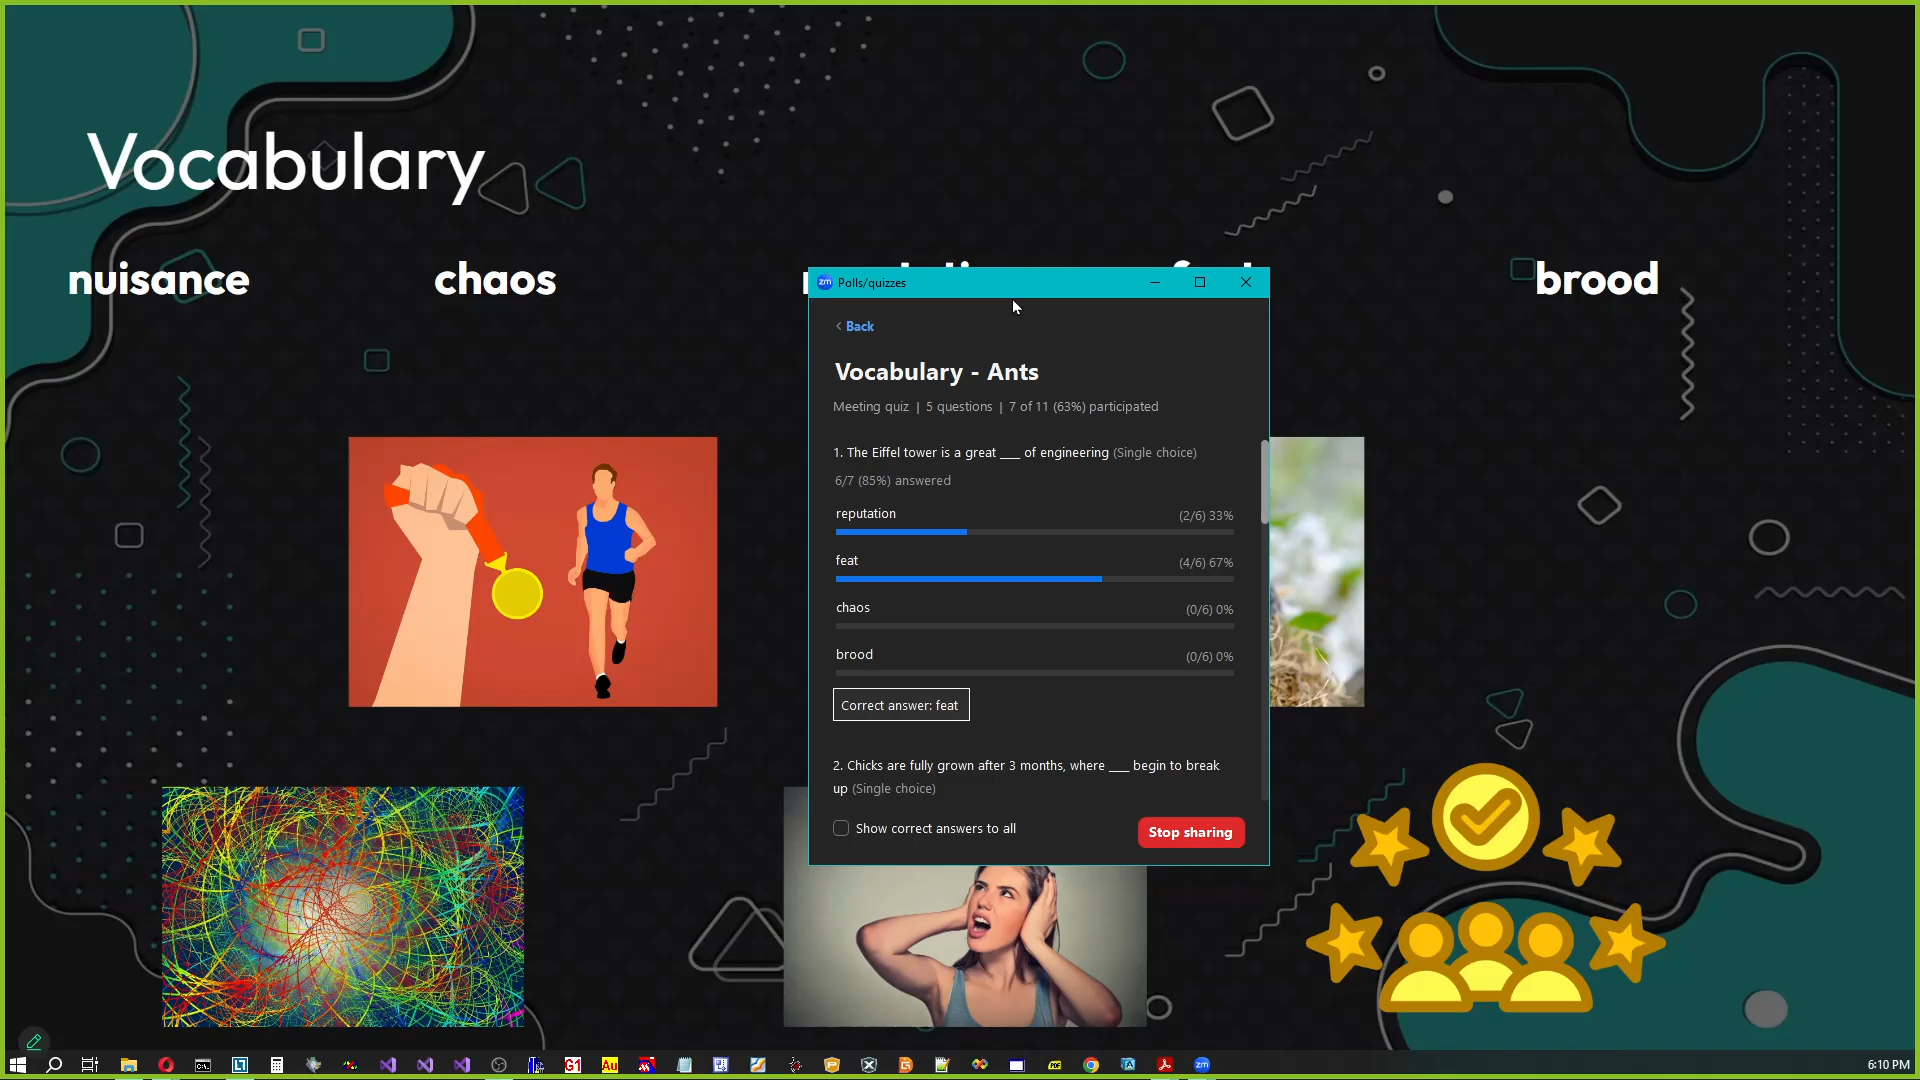 Vocabulary
nuisance
chaos
brood
zm Polls/quizzes
Back
Vocabulary - Ants
Meeting quiz | 5 questions | 7 of 11 (63%) participated
1. The Eiffel tower is a great ___ of engineering (Single choice)
6/7 (85%) answered
reputation (2/6) 33%
feat (4/6) 67%
chaos (0/6) 0%
brood (0/6) 0%
Correct answer: feat
2. Chicks are fully grown after 3 months, where ___ begin to break
up (Single choice)
Show correct answers to all
Stop sharing
6:10 PM